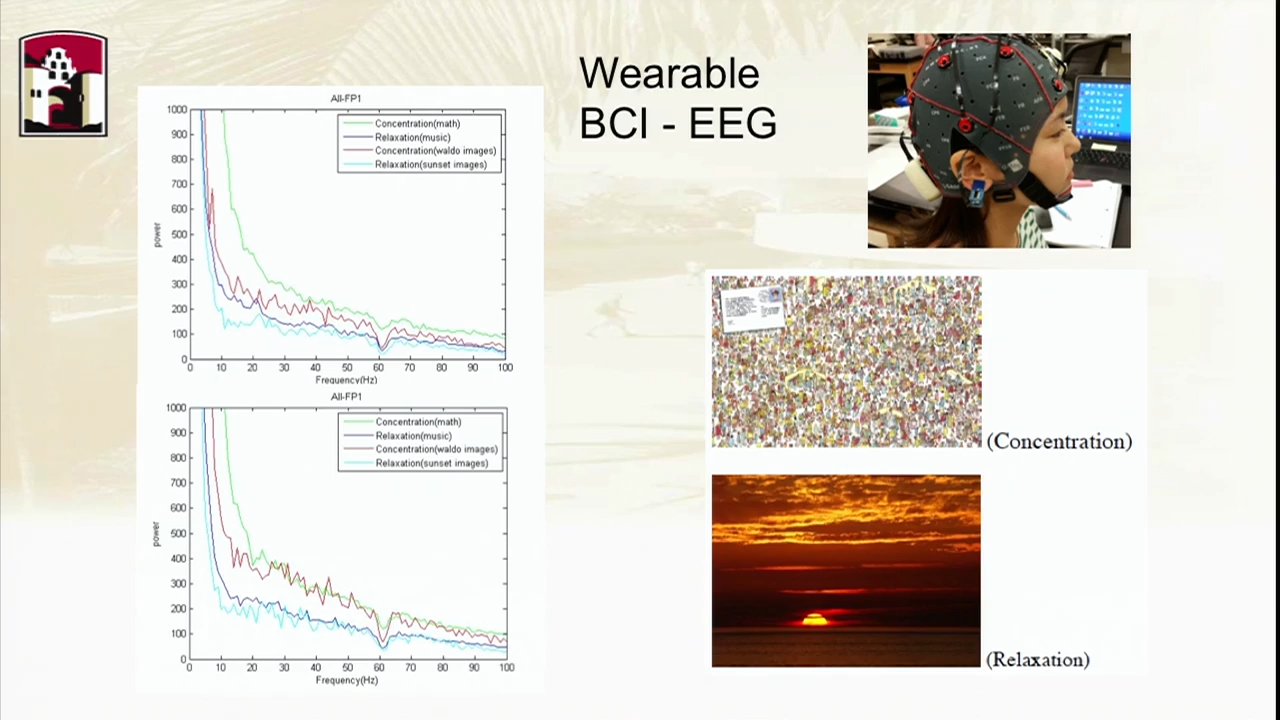 Wearable
BCI - EEG
All-FP1
1000
900
800
700
600
500
400
300
200
100
0
power
Concentration(math)
Relaxation(music)
Concentration(waldo images)
Relaxation(sunset images)
0 10 20 30 40 50 60 70 80 90 100
Frequency(Hz)
All-FP1
1000
900
800
700
600
500
400
300
200
100
0
power
Concentration(math)
Relaxation(music)
Concentration(waldo images)
Relaxation(sunset images)
0 10 20 30 40 50 60 70 80 90 100
Frequency(Hz)
(Concentration)
(Relaxation)